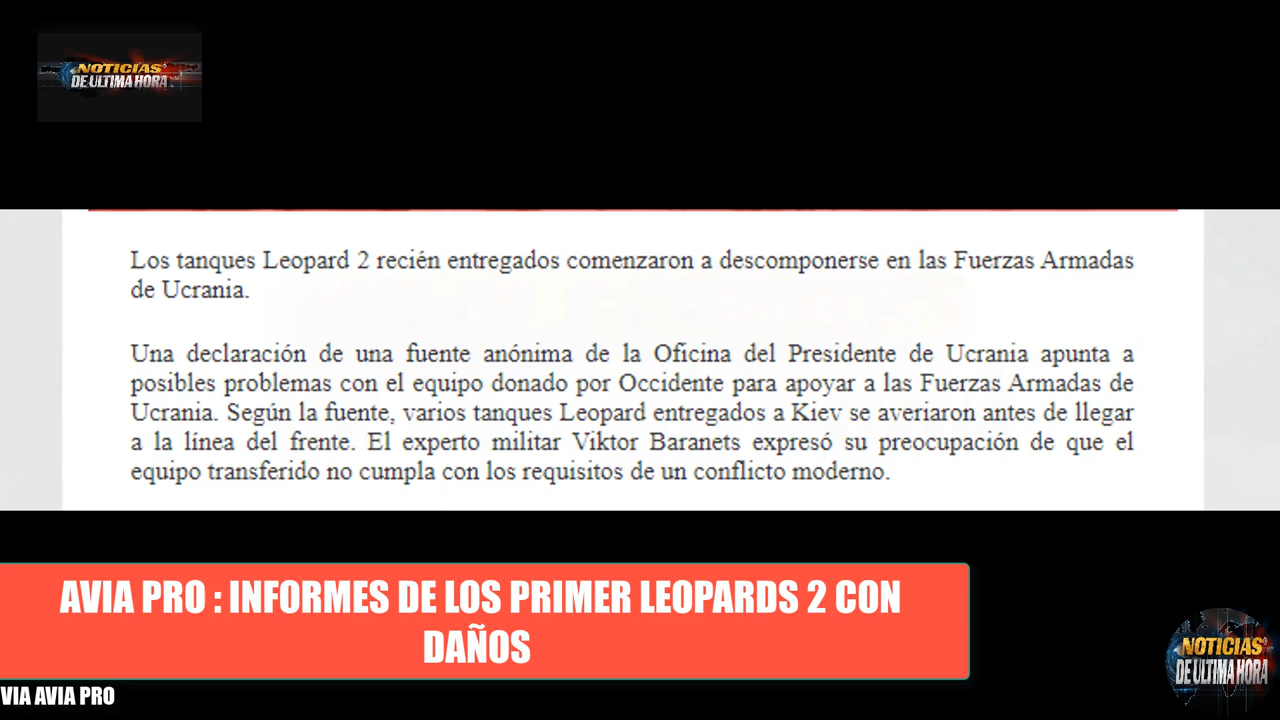 NOTICIAS
DE ULTIMA HORA
Los tanques Leopard 2 recién entregados comenzaron a descomponerse en las Fuerzas Armadas
de Ucrania.
Una declaración de una fuente anónima de la Oficina del Presidente de Ucrania apunta a
posibles problemas con el equipo donado por Occidente para apoyar a las Fuerzas Armadas de
Ucrania. Según la fuente, varios tanques Leopard entregados a Kiev se averiaron antes de llegar
a la línea del frente. El experto militar Viktor Baranets expresó su preocupación de que el
equipo transferido no cumpla con los requisitos de un conflicto moderno.
AVIA PRO : INFORMES DE LOS PRIMER LEOPARDS 2 CON
DAÑOS
NOTICIAS
DE ULTIMA HORA
VIA AVIA PRO